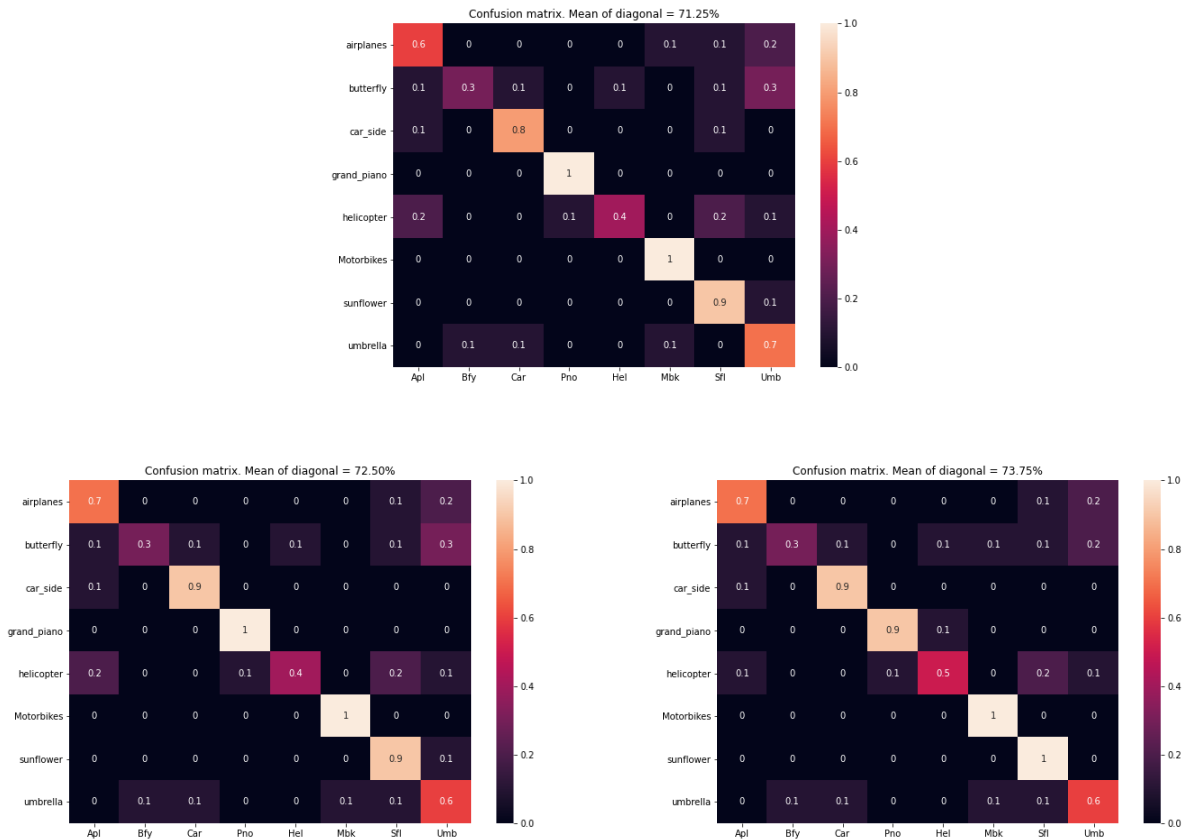 Confusion matrix. Mean of diagonal = 71.25%
airplanes 0.6 0 0 0 0 0.1 0.1 0.2
butterfly 0.1 0.3 0.1 0 0.1 0 0.1 0.3
car_side 0.1 0 0.8 0 0 0 0.1 0
grand_piano 0 0 0 1 0 0 0 0
helicopter 0.2 0 0 0.1 0.4 0 0.2 0.1
Motorbikes 0 0 0 0 0 1 0 0
sunflower 0 0 0 0 0 0 0.9 0.1
umbrella 0 0.1 0.1 0 0 0.1 0 0.7
Apl Bfy Car Pno Hel Mbk Sfl Umb
1.0
0.8
0.6
0.4
0.2
0.0
Confusion matrix. Mean of diagonal = 72.50%
airplanes 0.7 0 0 0 0 0 0.1 0.2
butterfly 0.1 0.3 0.1 0 0.1 0 0.1 0.3
car_side 0.1 0 0.9 0 0 0 0 0
grand_piano 0 0 0 1 0 0 0 0
helicopter 0.2 0 0 0.1 0.4 0 0.2 0.1
Motorbikes 0 0 0 0 0 1 0 0
sunflower 0 0 0 0 0 0 0.9 0.1
umbrella 0 0.1 0.1 0 0 0.1 0.1 0.6
Apl Bfy Car Pno Hel Mbk Sfl Umb
1.0
0.8
0.6
0.4
0.2
0.0
Confusion matrix. Mean of diagonal = 73.75%
airplanes 0.7 0 0 0 0 0 0.1 0.2
butterfly 0.1 0.3 0.1 0 0.1 0.1 0.1 0.2
car_side 0.1 0 0.9 0 0 0 0 0
grand_piano 0 0 0 0.9 0.1 0 0 0
helicopter 0.1 0 0 0.1 0.5 0 0.2 0.1
Motorbikes 0 0 0 0 0 1 0 0
sunflower 0 0 0 0 0 0 1 0
umbrella 0 0.1 0.1 0 0 0.1 0.1 0.6
Apl Bfy Car Pno Hel Mbk Sfl Umb
1.0
0.8
0.6
0.4
0.2
0.0